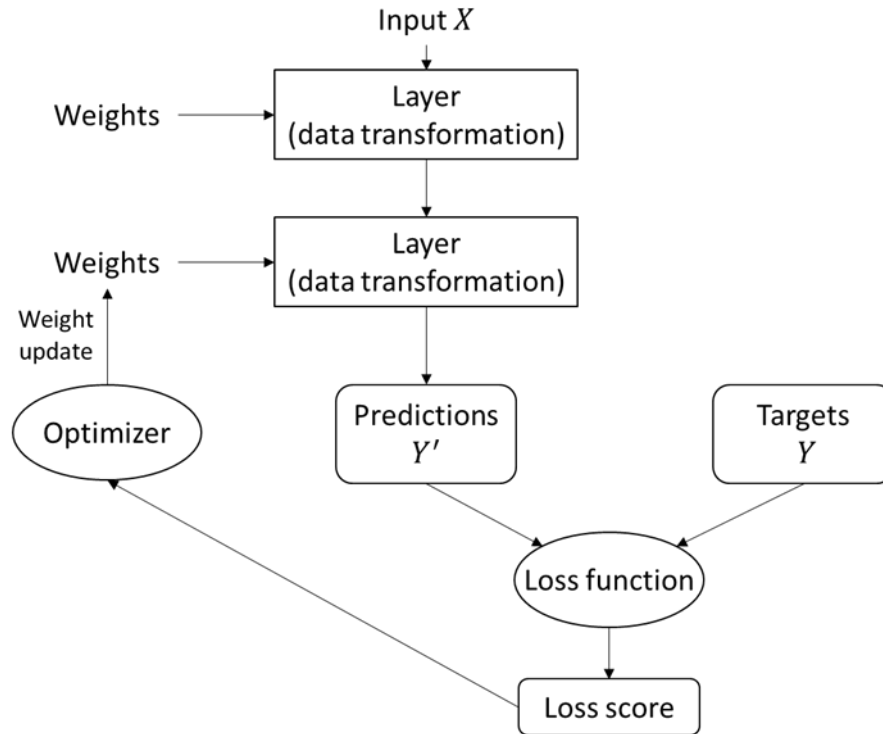 Input X
Layer
(data transformation)
Weights
Layer
(data transformation)
Weights
Weight
update
Optimizer
Predictions
Y′
Targets
Y
Loss function
Loss score